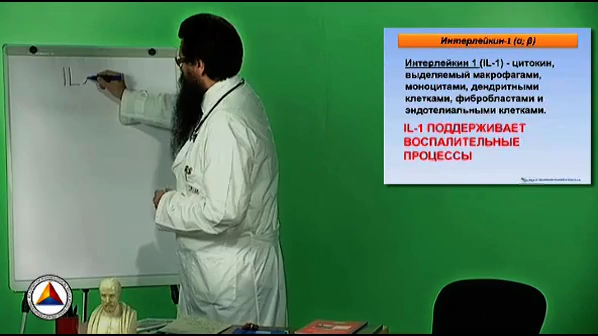 IL
Интерлейкин-1 (α; β)
Интерлейкин 1 (IL-1) - цитокин,
выделяемый макрофагами,
моноцитами, дендритными
клетками, фибробластами и
эндотелиальными клетками.
IL-1 ПОДДЕРЖИВАЕТ
ВОСПАЛИТЕЛЬНЫЕ
ПРОЦЕССЫ